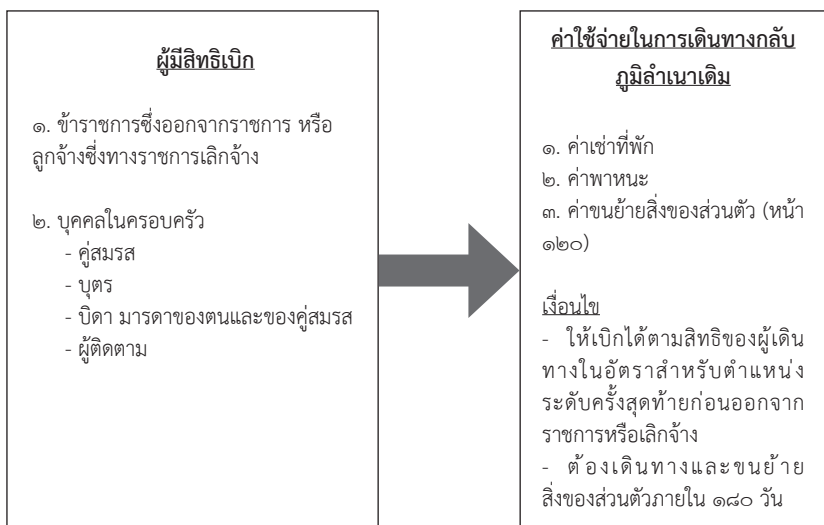 ผู้มีสิทธิเบิก
๑. ข้าราชการซึ่งออกจากราชการ หรือ
ลูกจ้างซึ่งทางราชการเลิกจ้าง
๒. บุคคลในครอบครัว
- คู่สมรส
- บุตร
- บิดา มารดาของตนและของคู่สมรส
- ผู้ติดตาม
ค่าใช้จ่ายในการเดินทางกลับ
ภูมิลำเนาเดิม
๑. ค่าเช่าที่พัก
๒. ค่าพาหนะ
๓. ค่าขนย้ายสิ่งของส่วนตัว (หน้า
๑๒๐)
เงื่อนไข
- ให้เบิกได้ตามสิทธิของผู้เดิน
ทางในอัตราสำหรับตำแหน่ง
ระดับครั้งสุดท้ายก่อนออกจาก
ราชการหรือเลิกจ้าง
- ต้องเดินทางและขนย้าย
สิ่งของส่วนตัวภายใน ๑๘๐ วัน